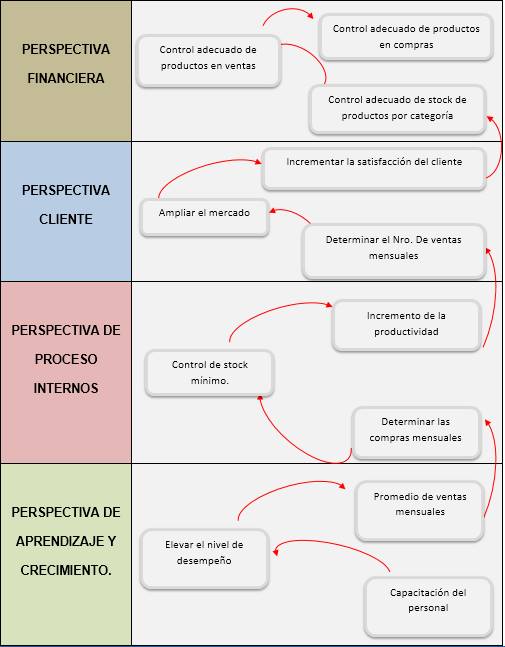 PERSPECTIVA
FINANCIERA
Control adecuado de
productos en ventas
Control adecuado de productos
en compras
Control adecuado de stock de
productos por categoría
PERSPECTIVA
CLIENTE
Incrementar la satisfacción del cliente
Ampliar el mercado
Determinar el Nro. De ventas
mensuales
PERSPECTIVA DE
PROCESO
INTERNOS
Incremento de la
productividad
Control de stock
mínimo.
Determinar las
compras mensuales
PERSPECTIVA DE
APRENDIZAJE Y
CRECIMIENTO.
Promedio de ventas
mensuales
Elevar el nivel de
desempeño
Capacitación del
personal